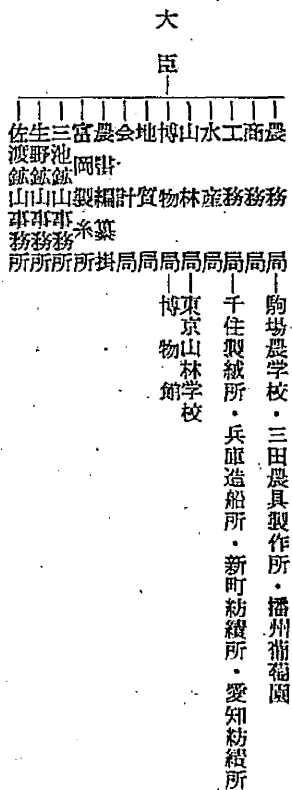 大臣
農務局―駒場農学校・三田農具製作所・播州葡萄園
商務局
工務局―千住製絨所・兵庫造船所・新町紡績所・愛知紡績所
水産局
山林局―東京山林学校
博物局―博物館
地質局
会計局
農書編纂掛
富岡製糸所
三池鉱山事務所
生野鉱山事務所
佐渡鉱山事務所